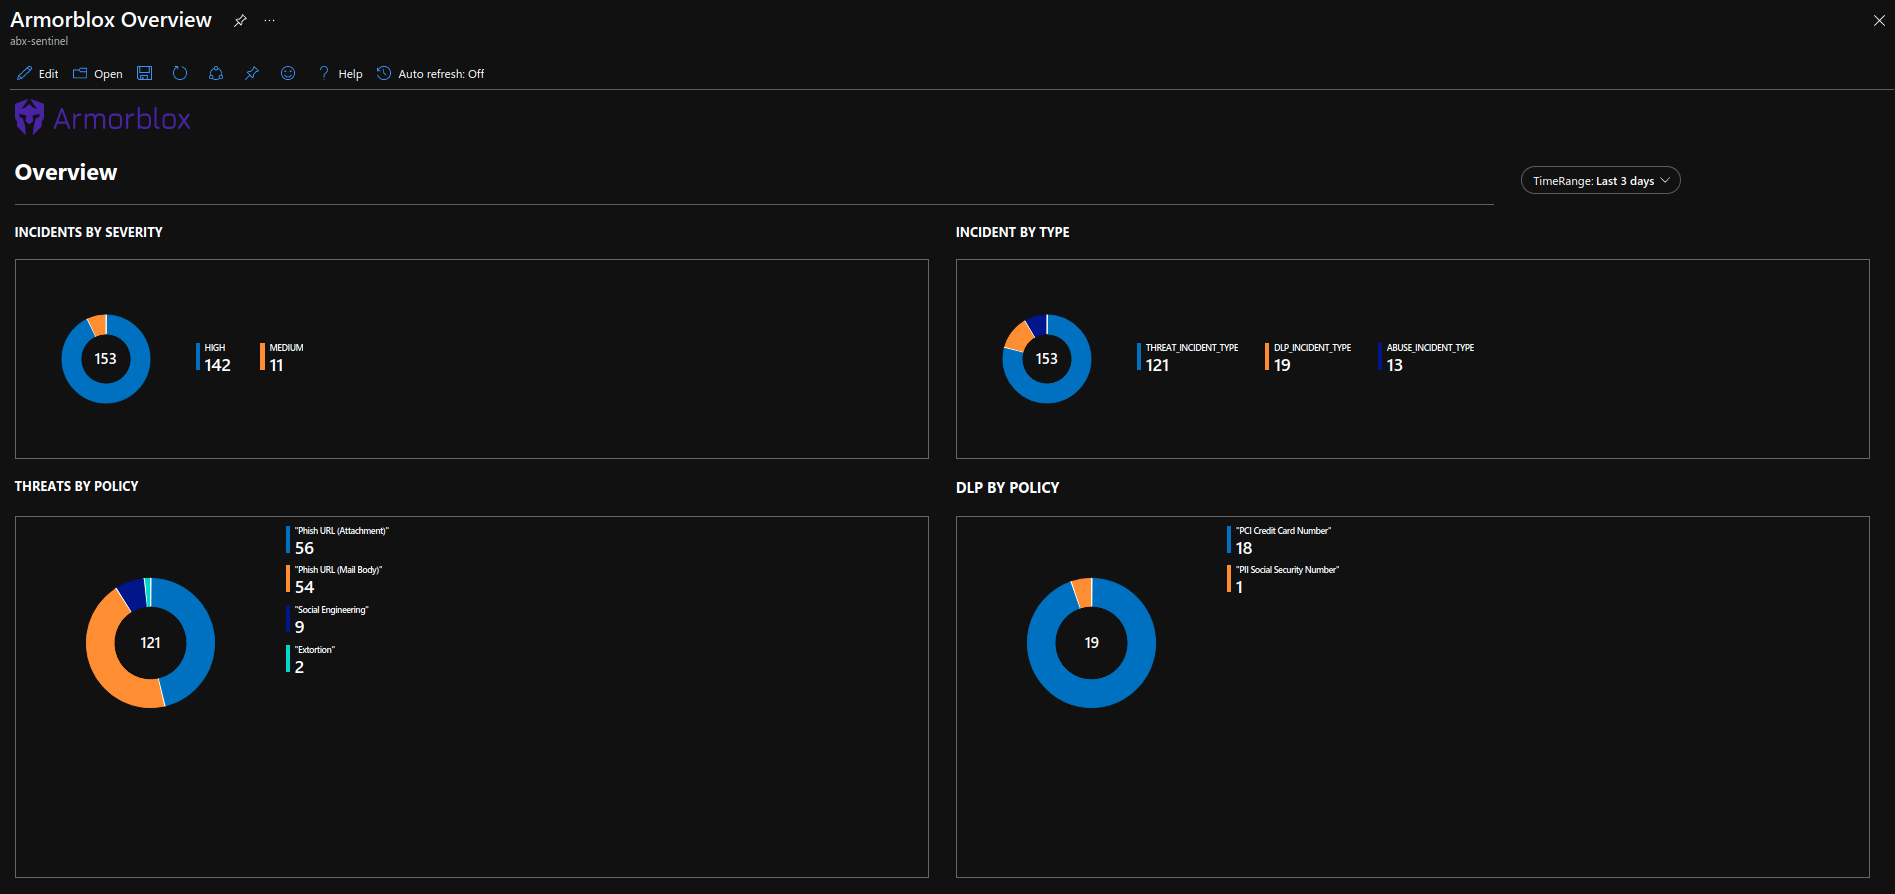 Armorblox Overview
abx-sentinel
Edit Open Help Auto refresh: Off
Armorblox
Overview
TimeRange: Last 3 days
INCIDENTS BY SEVERITY
153
HIGH
142
MEDIUM
11
INCIDENT BY TYPE
153
THREAT_INCIDENT_TYPE
121
DLP_INCIDENT_TYPE
19
ABUSE_INCIDENT_TYPE
13
THREATS BY POLICY
121
"Phish URL (Attachment)"
56
"Phish URL (Mail Body)"
54
"Social Engineering"
9
"Extortion"
2
DLP BY POLICY
19
"PCI Credit Card Number"
18
"PII Social Security Number"
1